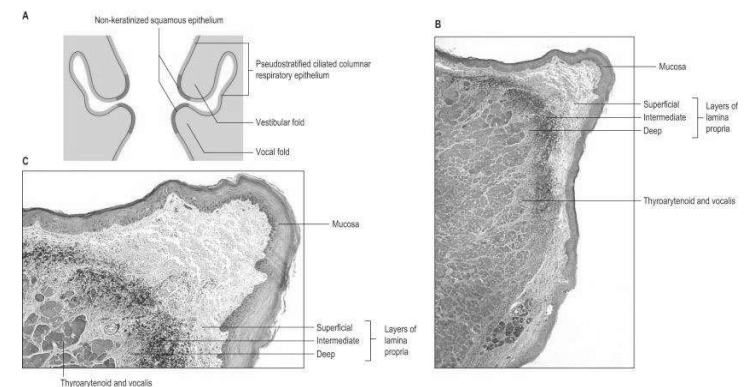 A
Non-keratinized squamous epithelium
Pseudostratified ciliated columnar
respiratory epithelium
Vestibular fold
Vocal fold
B
Mucosa
Superficial
Intermediate
Deep
Layers of
lamina
propria
Thyroarytenoid and vocalis
C
Mucosa
Superficial
Intermediate
Deep
Layers of
lamina
propria
Thyroarytenoid and vocalis